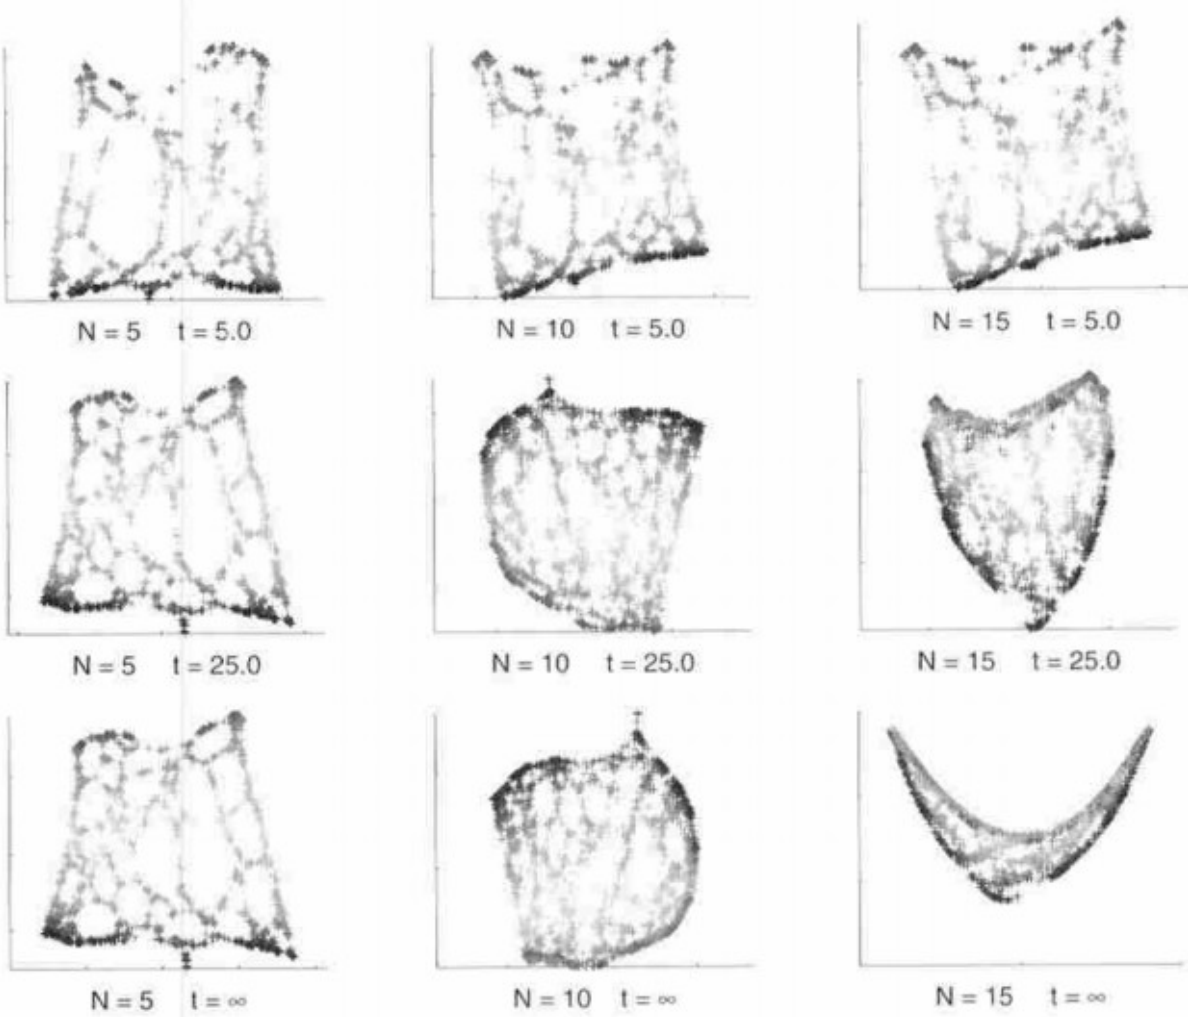 N = 5 t = 5.0
N = 10 t = 5.0
N = 15 t = 5.0
N = 5 t = 25.0
N = 10 t = 25.0
N = 15 t = 25.0
N = 5 t = ∞
N = 10 t = ∞
N = 15 t = ∞